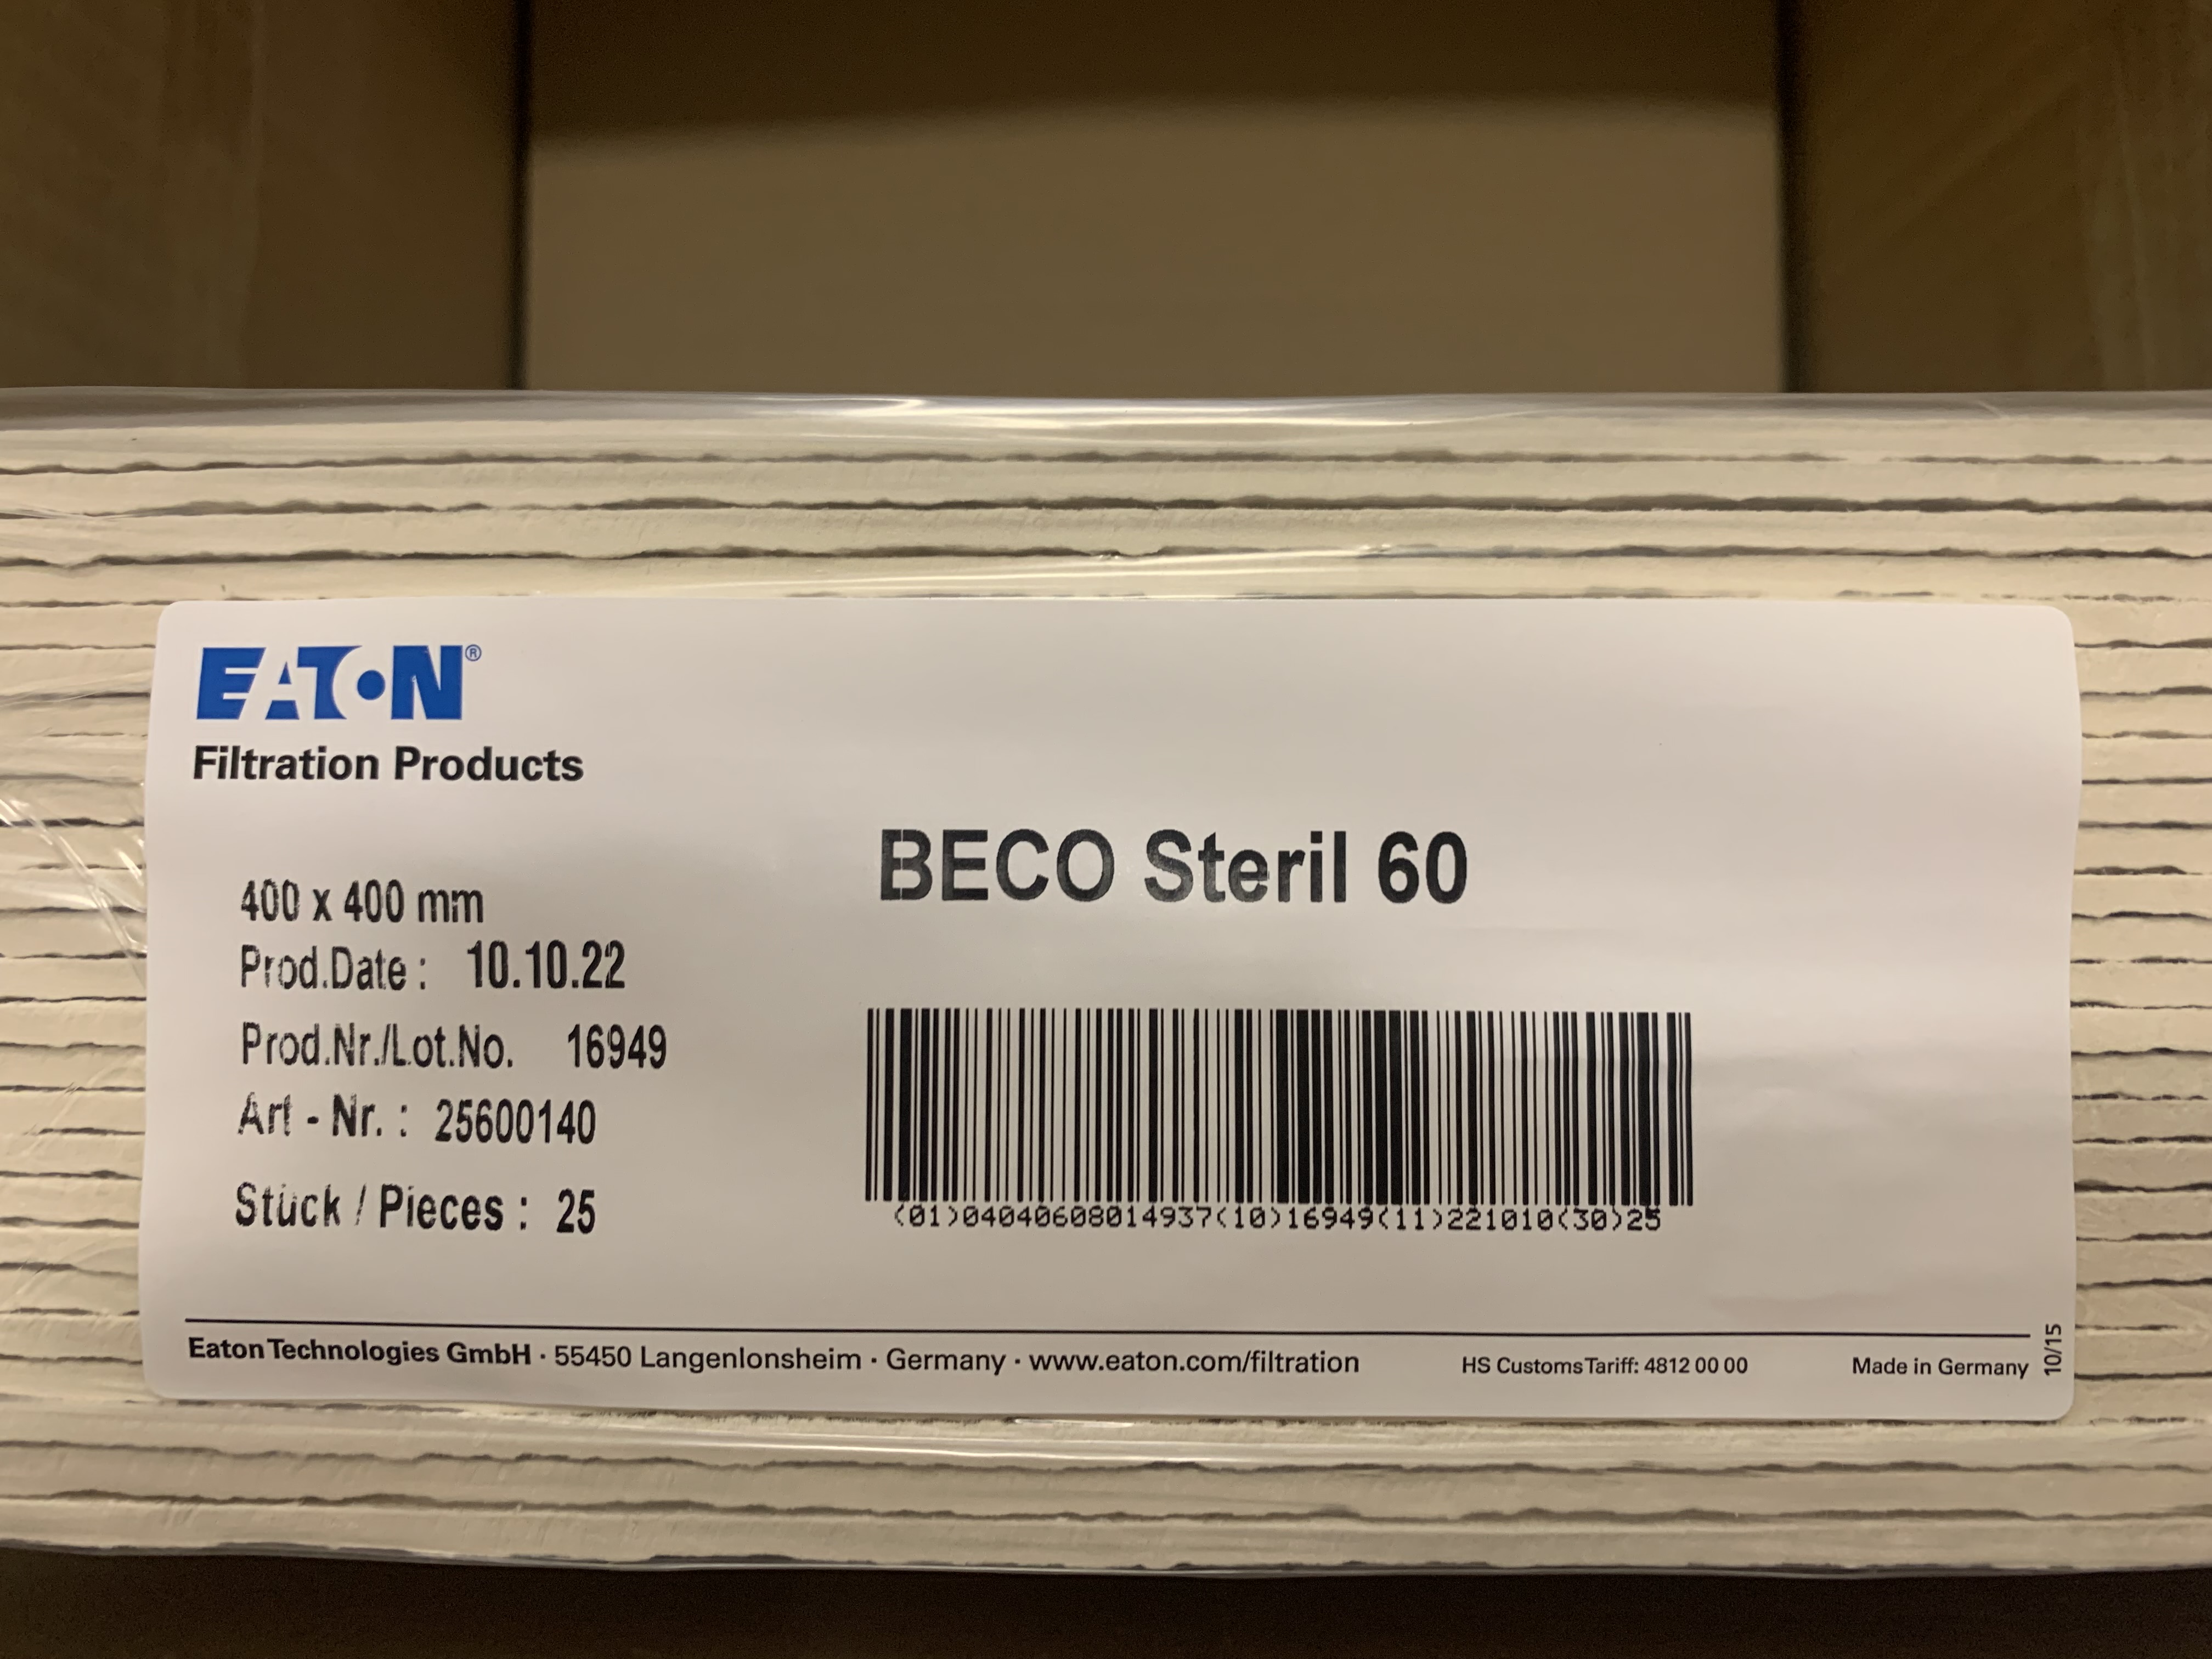 EATON®
Filtration Products
BECO Steril 60
400 x 400 mm
Prod.Date : 10.10.22
Prod.Nr./Lot.No. 16949
Art - Nr. : 25600140
Stück / Pieces : 25
(01)04040608014937(10)16949(11)221010(30)25
Eaton Technologies GmbH · 55450 Langenlonsheim · Germany · www.eaton.com/filtration HS Customs Tariff: 4812 00 00 Made in Germany
10/15